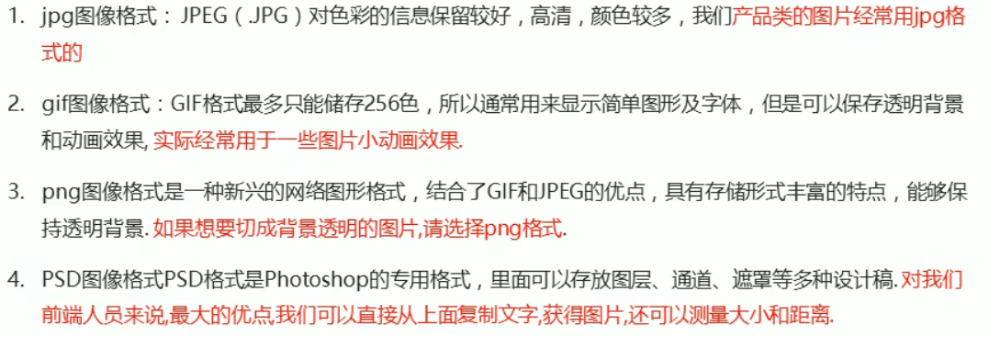 1. jpg图像格式：JPEG（.JPG）对色彩的信息保留较好，高清，颜色较多，我们产品类的图片经常用jpg格
式的
2. gif图像格式：GIF格式最多只能储存256色，所以通常用来显示简单图形及字体，但是可以保存透明背景
和动画效果, 实际经常用于一些图片小动画效果.
3. png图像格式是一种新兴的网络图形格式，结合了GIF和JPEG的优点，具有存储形式丰富的特点，能够保
持透明背景. 如果想要切成背景透明的图片,请选择png格式.
4. PSD图像格式PSD格式是Photoshop的专用格式，里面可以存放图层、通道、遮罩等多种设计稿. 对我们
前端人员来说,最大的优点,我们可以直接从上面复制文字,获得图片,还可以测量大小和距离.